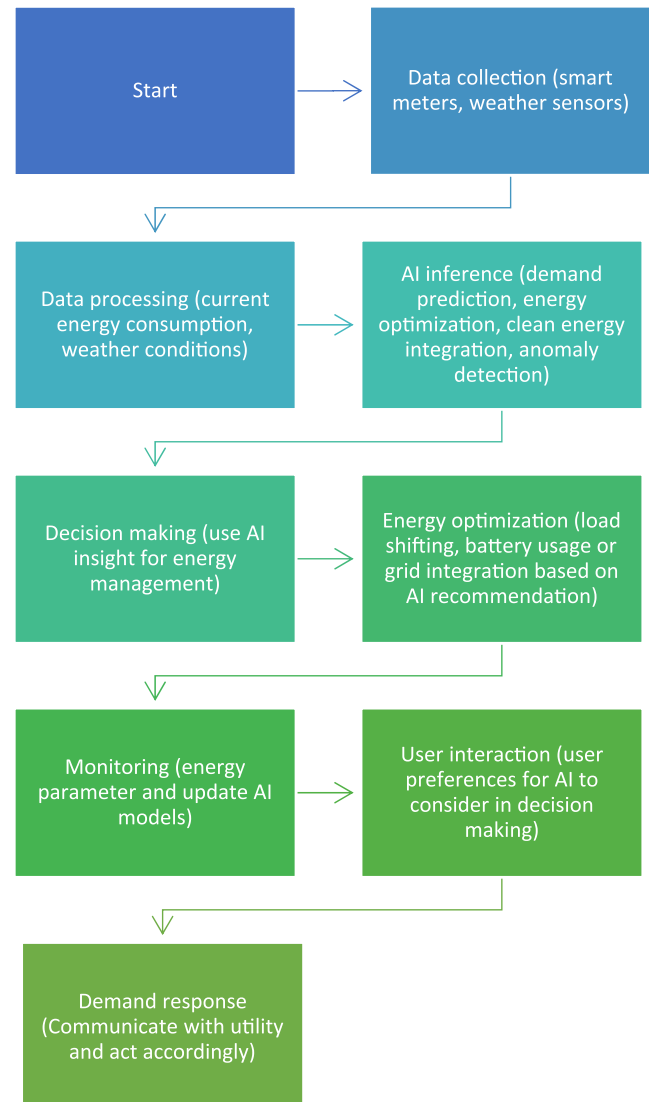 Start
Data collection (smart
meters, weather sensors)
Data processing (current
energy consumption,
weather conditions)
AI inference (demand
prediction, energy
optimization, clean energy
integration, anomaly
detection)
Decision making (use AI
insight for energy
management)
Energy optimization (load
shifting, battery usage or
grid integration based on
AI recommendation)
Monitoring (energy
parameter and update AI
models)
User interaction (user
preferences for AI to
consider in decision
making)
Demand response
(Communicate with utility
and act accordingly)